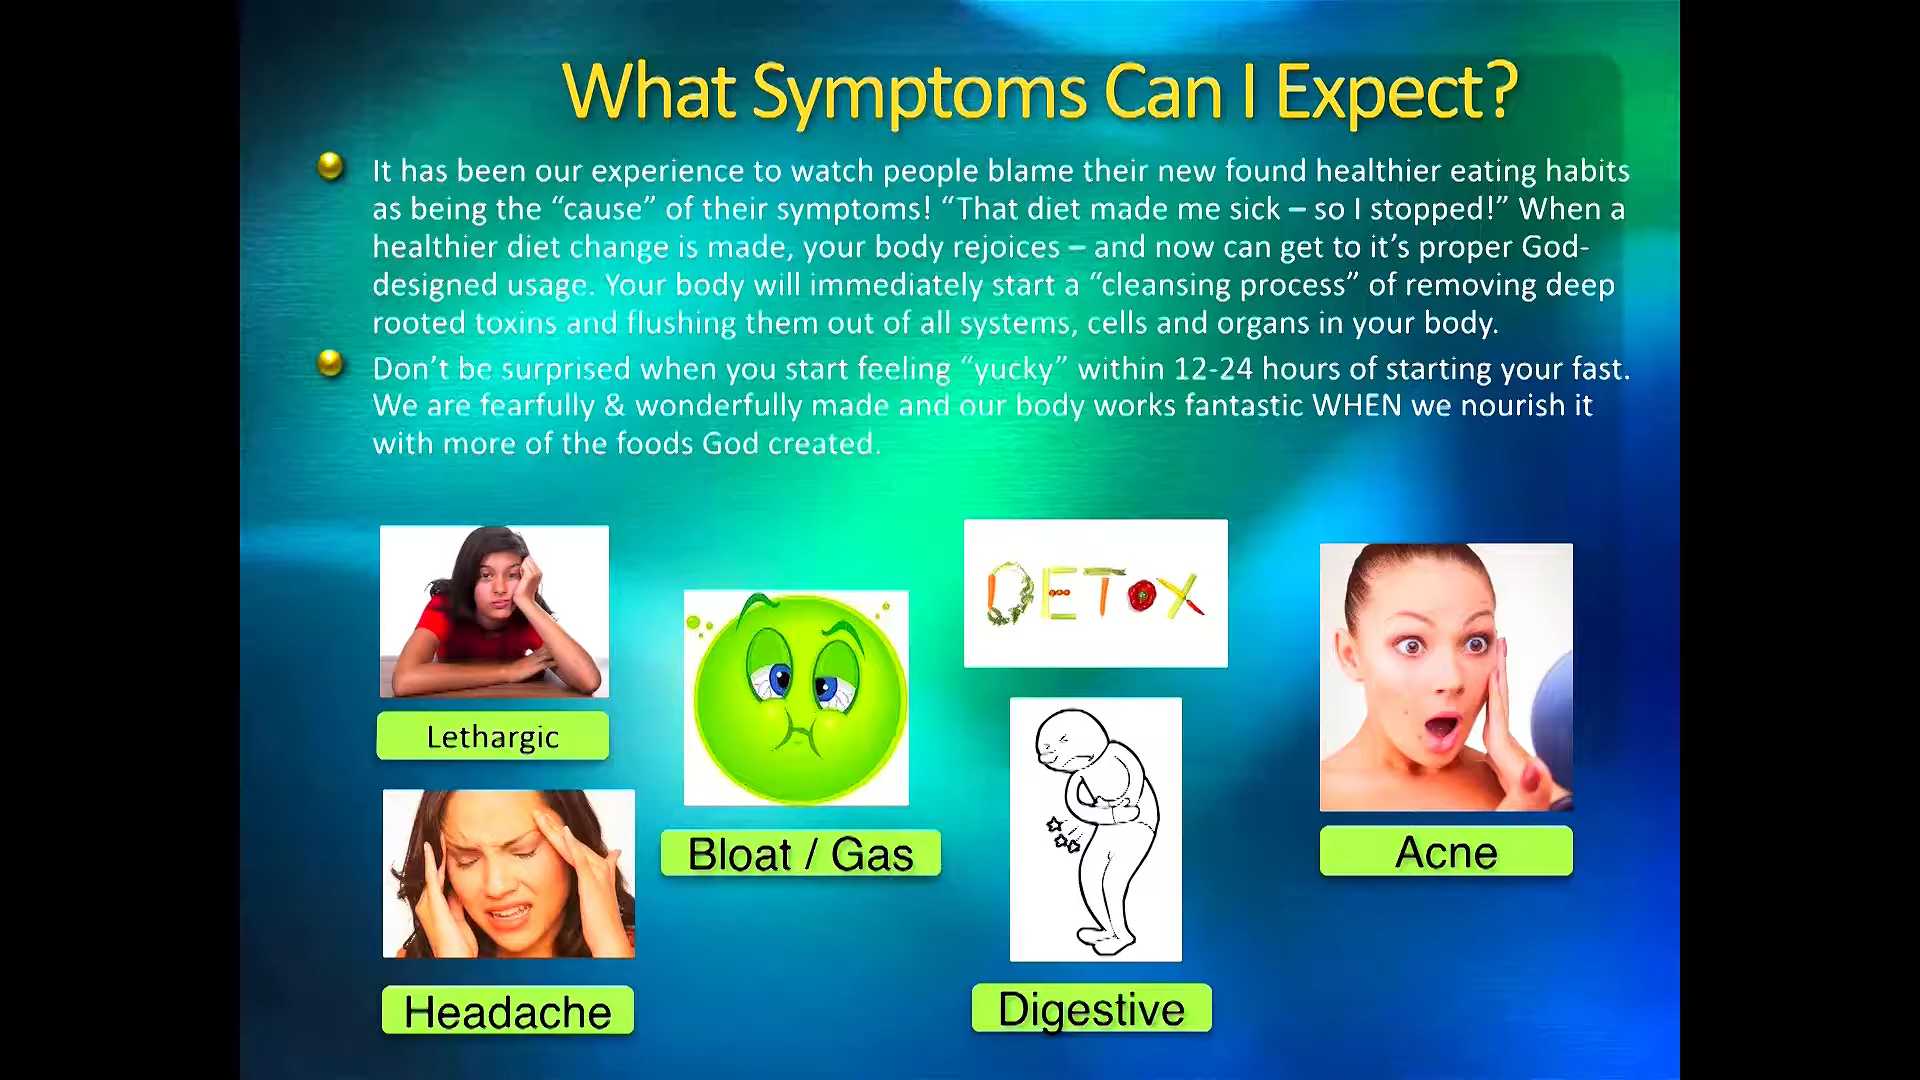 What Symptoms Can I Expect?
It has been our experience to watch people blame their new found healthier eating habits
as being the “cause” of their symptoms! “That diet made me sick – so I stopped!” When a
healthier diet change is made, your body rejoices – and now can get to it’s proper God-
designed usage. Your body will immediately start a “cleansing process” of removing deep
rooted toxins and flushing them out of all systems, cells and organs in your body.
Don’t be surprised when you start feeling “yucky” within 12-24 hours of starting your fast.
We are fearfully & wonderfully made and our body works fantastic WHEN we nourish it
with more of the foods God created.
DETOX
Lethargic
Bloat / Gas
Acne
Headache
Digestive